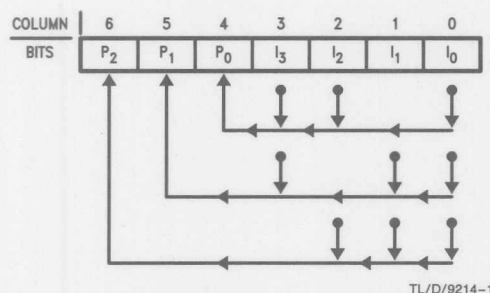 COLUMN 6 5 4 3 2 1 0
BITS P₂ P₁ P₀ I₃ I₂ I₁ I₀
TL/D/9214–1